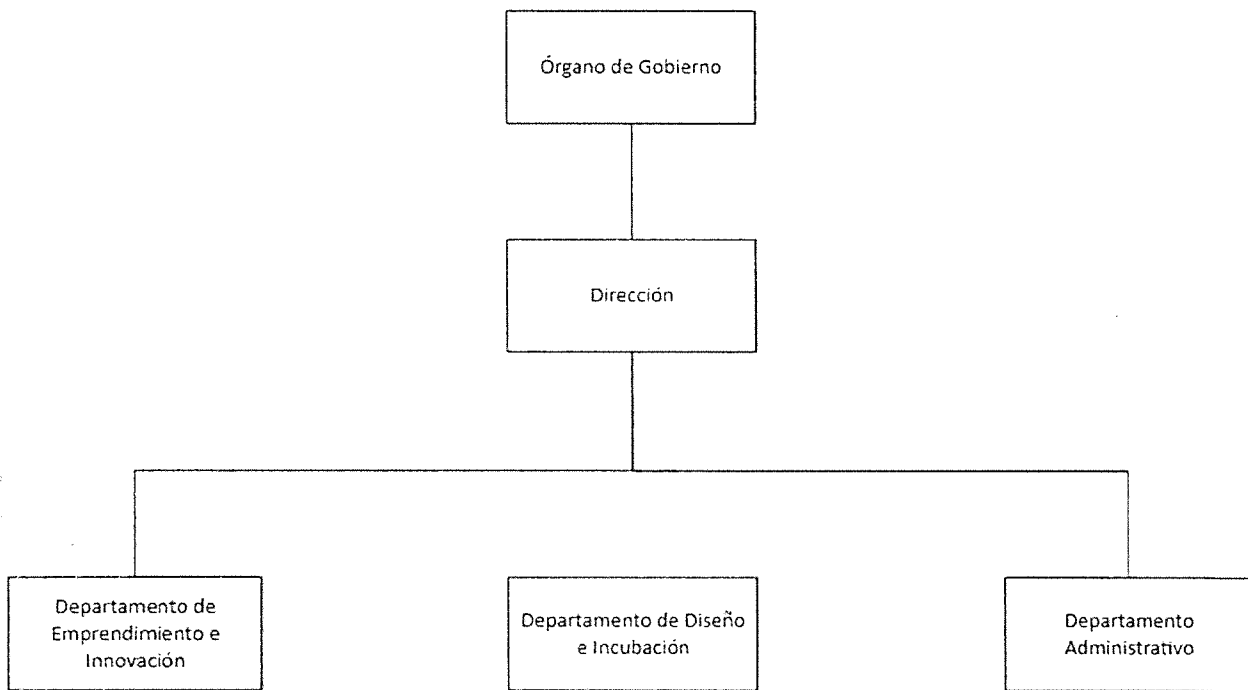 Órgano de Gobierno
Dirección
Departamento de
Emprendimiento e
Innovación
Departamento de Diseño
e Incubación
Departamento
Administrativo